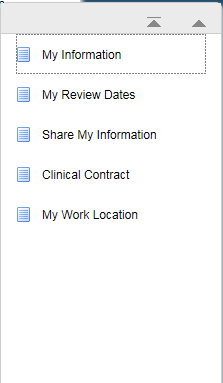 My Information
My Review Dates
Share My Information
Clinical Contract
My Work Location